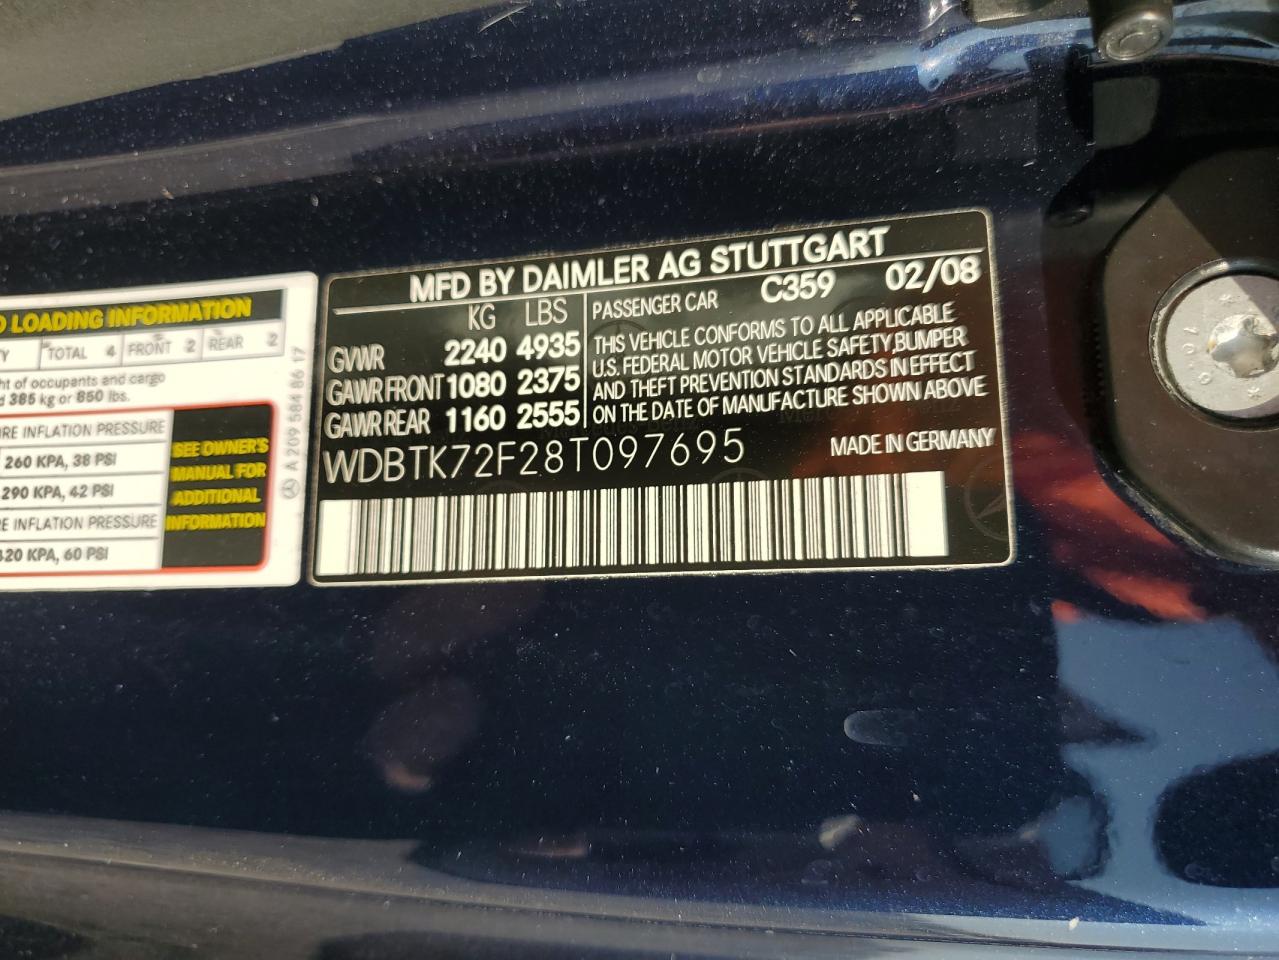 MFD BY DAIMLER AG STUTTGART
KG LBS
GVWR 2240 4935
GAWR FRONT 1080 2375
GAWR REAR 1160 2555
PASSENGER CAR C359 02/08
THIS VEHICLE CONFORMS TO ALL APPLICABLE
U.S. FEDERAL MOTOR VEHICLE SAFETY,BUMPER
AND THEFT PREVENTION STANDARDS IN EFFECT
ON THE DATE OF MANUFACTURE SHOWN ABOVE
WDBTK72F28T097695 MADE IN GERMANY
LOADING INFORMATION
TOTAL 4 FRONT 2 REAR 2
of occupants and cargo
385 kg or 850 lbs.
INFLATION PRESSURE
260 KPA, 38 PSI
290 KPA, 42 PSI
INFLATION PRESSURE
KPA, 60 PSI
SEE OWNER'S
MANUAL FOR
ADDITIONAL
INFORMATION
A 209 584 86 17